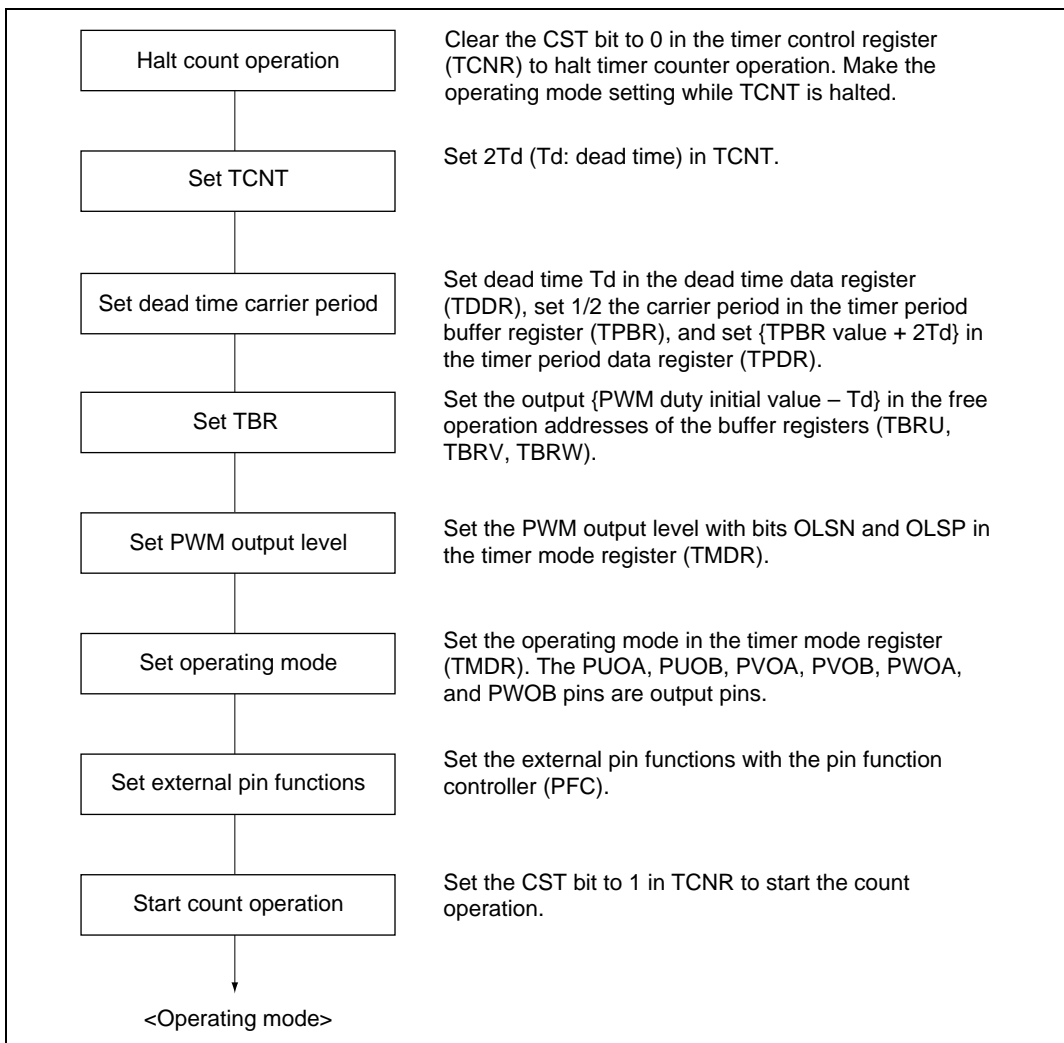 Halt count operation
Clear the CST bit to 0 in the timer control register
(TCNR) to halt timer counter operation. Make the
operating mode setting while TCNT is halted.
Set TCNT
Set 2Td (Td: dead time) in TCNT.
Set dead time carrier period
Set dead time Td in the dead time data register
(TDDR), set 1/2 the carrier period in the timer period
buffer register (TPBR), and set {TPBR value + 2Td} in
the timer period data register (TPDR).
Set TBR
Set the output {PWM duty initial value – Td} in the free
operation addresses of the buffer registers (TBRU,
TBRV, TBRW).
Set PWM output level
Set the PWM output level with bits OLSN and OLSP in
the timer mode register (TMDR).
Set operating mode
Set the operating mode in the timer mode register
(TMDR). The PUOA, PUOB, PVOA, PVOB, PWOA,
and PWOB pins are output pins.
Set external pin functions
Set the external pin functions with the pin function
controller (PFC).
Start count operation
Set the CST bit to 1 in TCNR to start the count
operation.
<Operating mode>